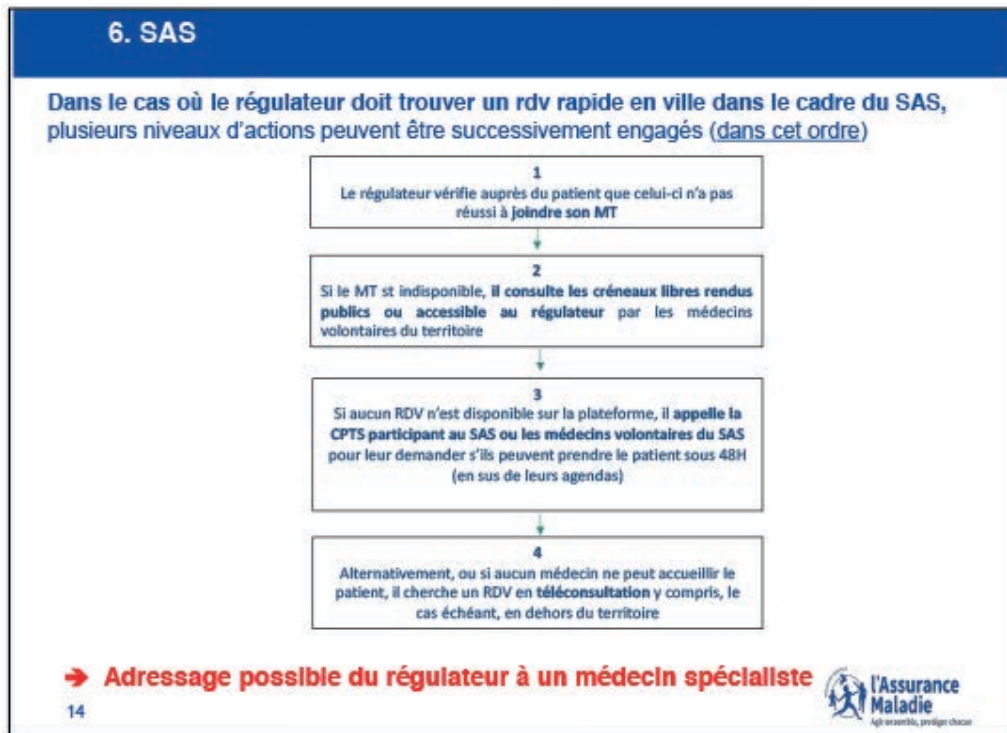 6. SAS
Dans le cas où le régulateur doit trouver un rdv rapide en ville dans le cadre du SAS,
plusieurs niveaux d'actions peuvent être successivement engagés (dans cet ordre)
1
Le régulateur vérifie auprès du patient que celui-ci n'a pas
réussi à joindre son MT
2
Si le MT st indisponible, il consulte les créneaux libres rendus
publics ou accessible au régulateur par les médecins
volontaires du territoire
3
Si aucun RDV n'est disponible sur la plateforme, il appelle la
CPTS participant au SAS ou les médecins volontaires du SAS
pour leur demander s'ils peuvent prendre le patient sous 48H
(en sus de leurs agendas)
4
Alternativement, ou si aucun médecin ne peut accueillir le
patient, il cherche un RDV en téléconsultation y compris, le
cas échéant, en dehors du territoire
➔ Adressage possible du régulateur à un médecin spécialiste
14
l'Assurance
Maladie
Agir ensemble, protéger chacun